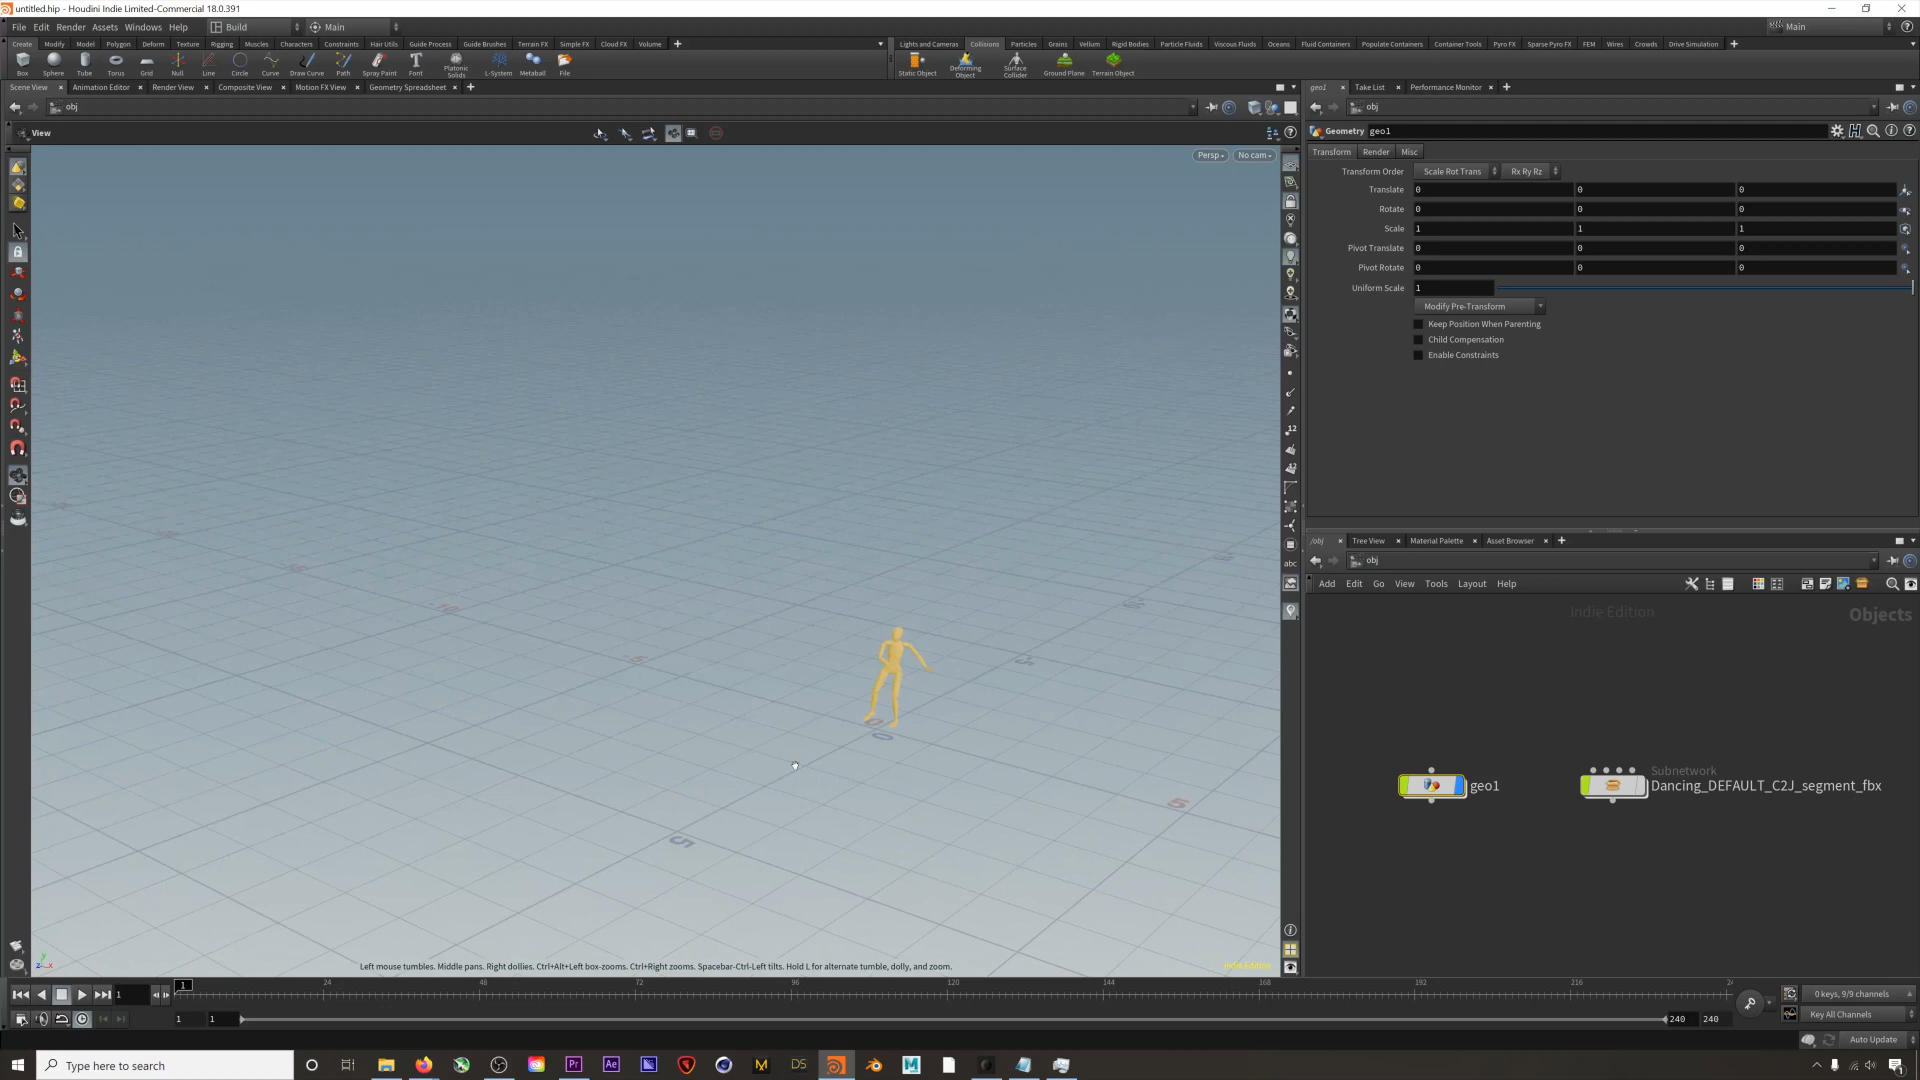 untitled.hip - Houdini Indie Limited-Commercial 18.0.391
File Edit Render Assets Windows Help Build Main Main
Create Modify Model Polygon Deform Texture Rigging Muscles Characters Constraints Hair Utils Guide Process Guide Brushes Terrain FX Simple FX Cloud FX Volume
Lights and Cameras Collisions Particles Grains Vellum Rigid Bodies Particle Fluids Viscous Fluids Oceans Fluid Containers Populate Containers Container Tools Pyro FX Sparse Pyro FX FEM Wires Crowds Drive Simulation
Box Sphere Tube Torus Grid Null Line Circle Curve Draw Curve Path Spray Paint Font Platonic Solids L-System Metaball File
Static Object Deforming Object Surface Collider Ground Plane Terrain Object
Scene View Animation Editor Render View Composite View Motion FX View Geometry Spreadsheet
geo1 Take List Performance Monitor
obj
obj
View
Geometry geo1
Persp No cam
Transform Render Misc
Transform Order Scale Rot Trans Rx Ry Rz
Translate 0 0 0
Rotate 0 0 0
Scale 1 1 1
Pivot Translate 0 0 0
Pivot Rotate 0 0 0
Uniform Scale 1
Modify Pre-Transform
Keep Position When Parenting
Child Compensation
Enable Constraints
/obj Tree View Material Palette Asset Browser
obj
Add Edit Go View Tools Layout Help
Indie Edition Objects
Subnetwork
geo1 Dancing_DEFAULT_C2J_segment_fbx
12
abc
0
0
5
5
Left mouse tumbles. Middle pans. Right dollies. Ctrl+Alt+Left box-zooms. Ctrl+Right zooms. Spacebar-Ctrl-Left tilts. Hold L for alternate tumble, dolly, and zoom.
Indie Edition
1 1 24 48 72 96 120 144 168 192 216
0 keys, 9/9 channels
1 1 240 240
Key All Channels
Auto Update
Type here to search
Pr Ae DS